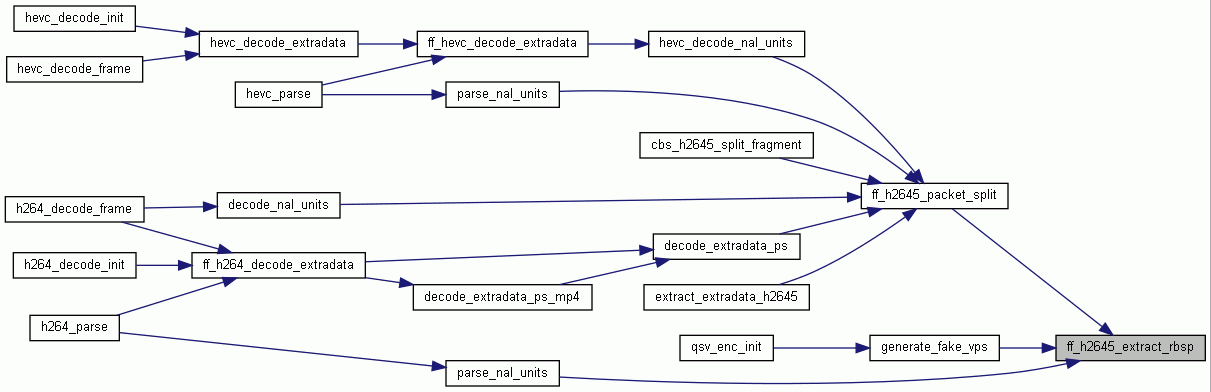 hevc_decode_init
hevc_decode_frame
hevc_decode_extradata
ff_hevc_decode_extradata
hevc_decode_nal_units
hevc_parse
parse_nal_units
cbs_h2645_split_fragment
ff_h2645_packet_split
h264_decode_frame
decode_nal_units
decode_extradata_ps
h264_decode_init
ff_h264_decode_extradata
decode_extradata_ps_mp4
extract_extradata_h2645
h264_parse
qsv_enc_init
generate_fake_vps
ff_h2645_extract_rbsp
parse_nal_units